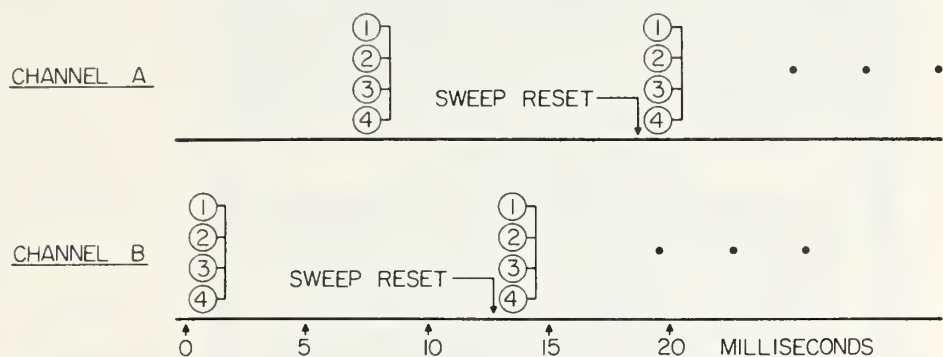 ① ①
② ②
CHANNEL A
③ ③
SWEEP RESET
④ ④
① ①
② ②
CHANNEL B
③ ③
SWEEP RESET
④ ④
0 5 10 15 20 MILLISECONDS